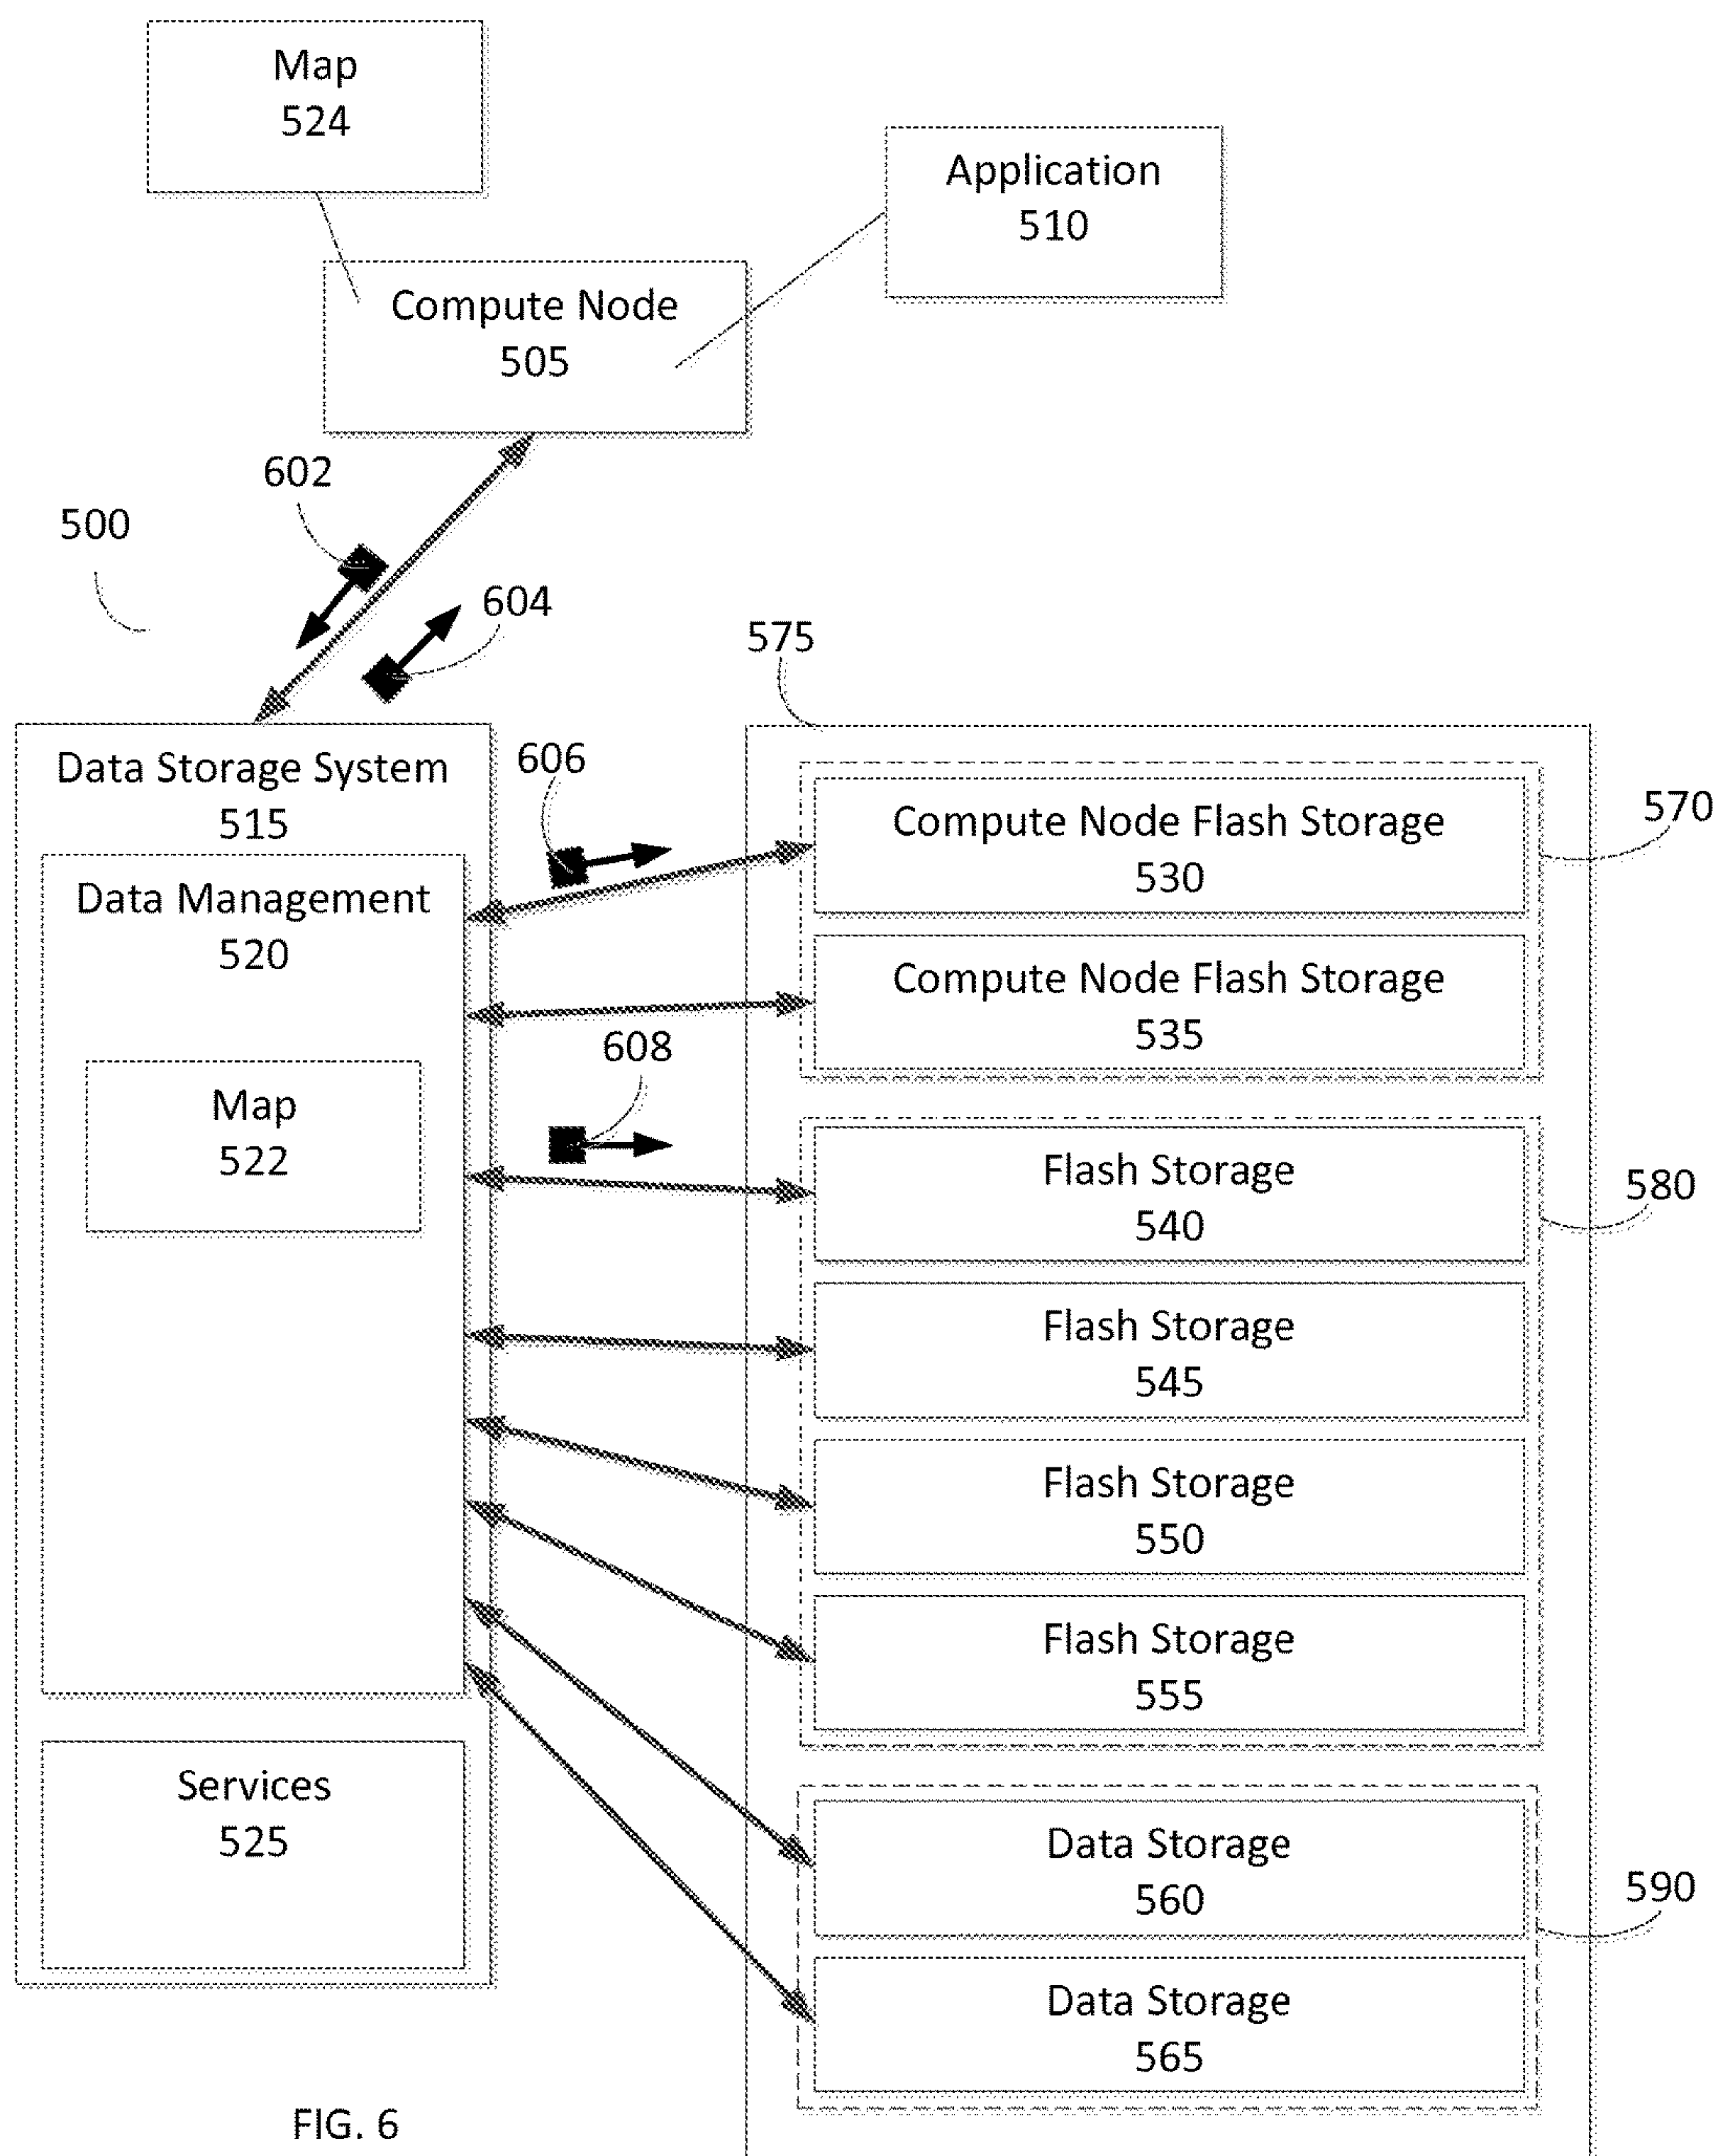 Map
524
Application
510
Compute Node
505
602
500
604
575
Data Storage System
515
606
570
Compute Node Flash Storage
530
Data Management
520
Compute Node Flash Storage
535
608
Map
522
Flash Storage
540
580
Flash Storage
545
Flash Storage
550
Flash Storage
555
Services
525
Data Storage
560
590
Data Storage
565
FIG. 6